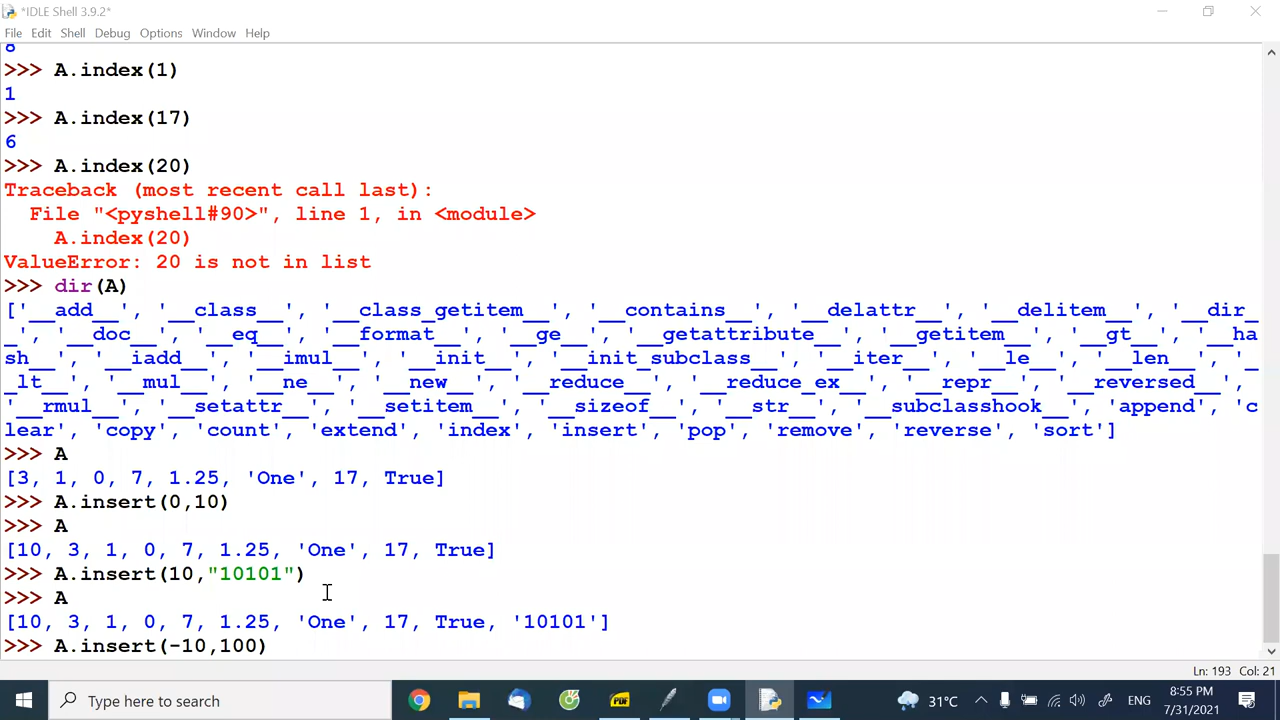 *IDLE Shell 3.9.2*
File Edit Shell Debug Options Window Help
8
>>> A.index(1)
1
>>> A.index(17)
6
>>> A.index(20)
Traceback (most recent call last):
  File "<pyshell#90>", line 1, in <module>
    A.index(20)
ValueError: 20 is not in list
>>> dir(A)
['__add__', '__class__', '__class_getitem__', '__contains__', '__delattr__', '__delitem__', '__dir_
_', '__doc__', '__eq__', '__format__', '__ge__', '__getattribute__', '__getitem__', '__gt__', '__ha
sh__', '__iadd__', '__imul__', '__init__', '__init_subclass__', '__iter__', '__le__', '__len__', '_
_lt__', '__mul__', '__ne__', '__new__', '__reduce__', '__reduce_ex__', '__repr__', '__reversed__',
'__rmul__', '__setattr__', '__setitem__', '__sizeof__', '__str__', '__subclasshook__', 'append', 'c
lear', 'copy', 'count', 'extend', 'index', 'insert', 'pop', 'remove', 'reverse', 'sort']
>>> A
[3, 1, 0, 7, 1.25, 'One', 17, True]
>>> A.insert(0,10)
>>> A
[10, 3, 1, 0, 7, 1.25, 'One', 17, True]
>>> A.insert(10,"10101")
>>> A
[10, 3, 1, 0, 7, 1.25, 'One', 17, True, '10101']
>>> A.insert(-10,100)
Ln: 193 Col: 21
Type here to search
31°C
ENG
8:55 PM
7/31/2021